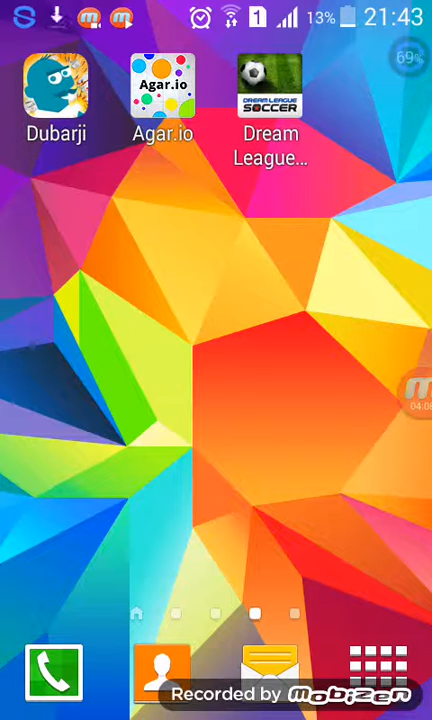 1 13% 21:43
69%
Agar.io
DREAM LEAGUE
SOCCER
Dubarji
Agar.io
Dream
League...
04:08
Recorded by mobizen